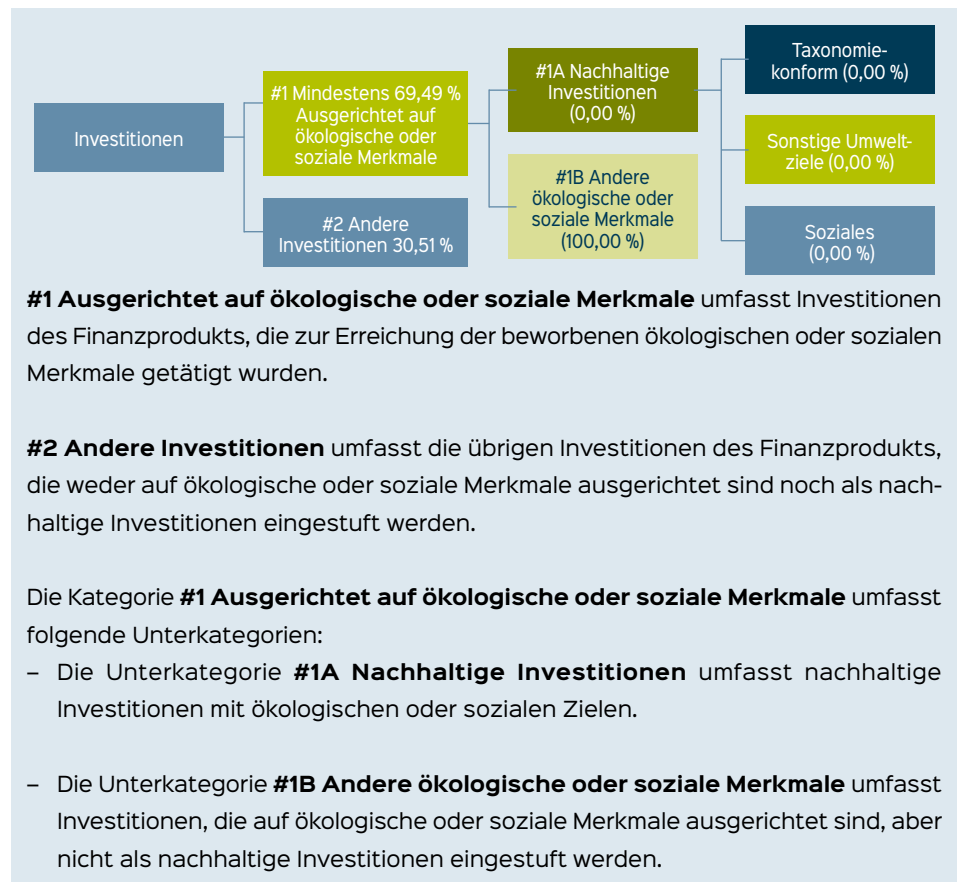 Investitionen
#1 Mindestens 69,49 %
Ausgerichtet auf
ökologische oder
soziale Merkmale
#2 Andere
Investitionen 30,51 %
#1A Nachhaltige
Investitionen
(0,00 %)
#1B Andere
ökologische oder
soziale Merkmale
(100,00 %)
Taxonomie-
konform (0,00 %)
Sonstige Umwelt-
ziele (0,00 %)
Soziales
(0,00 %)
#1 Ausgerichtet auf ökologische oder soziale Merkmale umfasst Investitionen
des Finanzprodukts, die zur Erreichung der beworbenen ökologischen oder sozialen
Merkmale getätigt wurden.
#2 Andere Investitionen umfasst die übrigen Investitionen des Finanzprodukts,
die weder auf ökologische oder soziale Merkmale ausgerichtet sind noch als nach-
haltige Investitionen eingestuft werden.
Die Kategorie #1 Ausgerichtet auf ökologische oder soziale Merkmale umfasst
folgende Unterkategorien:
– Die Unterkategorie #1A Nachhaltige Investitionen umfasst nachhaltige
Investitionen mit ökologischen oder sozialen Zielen.
– Die Unterkategorie #1B Andere ökologische oder soziale Merkmale umfasst
Investitionen, die auf ökologische oder soziale Merkmale ausgerichtet sind, aber
nicht als nachhaltige Investitionen eingestuft werden.